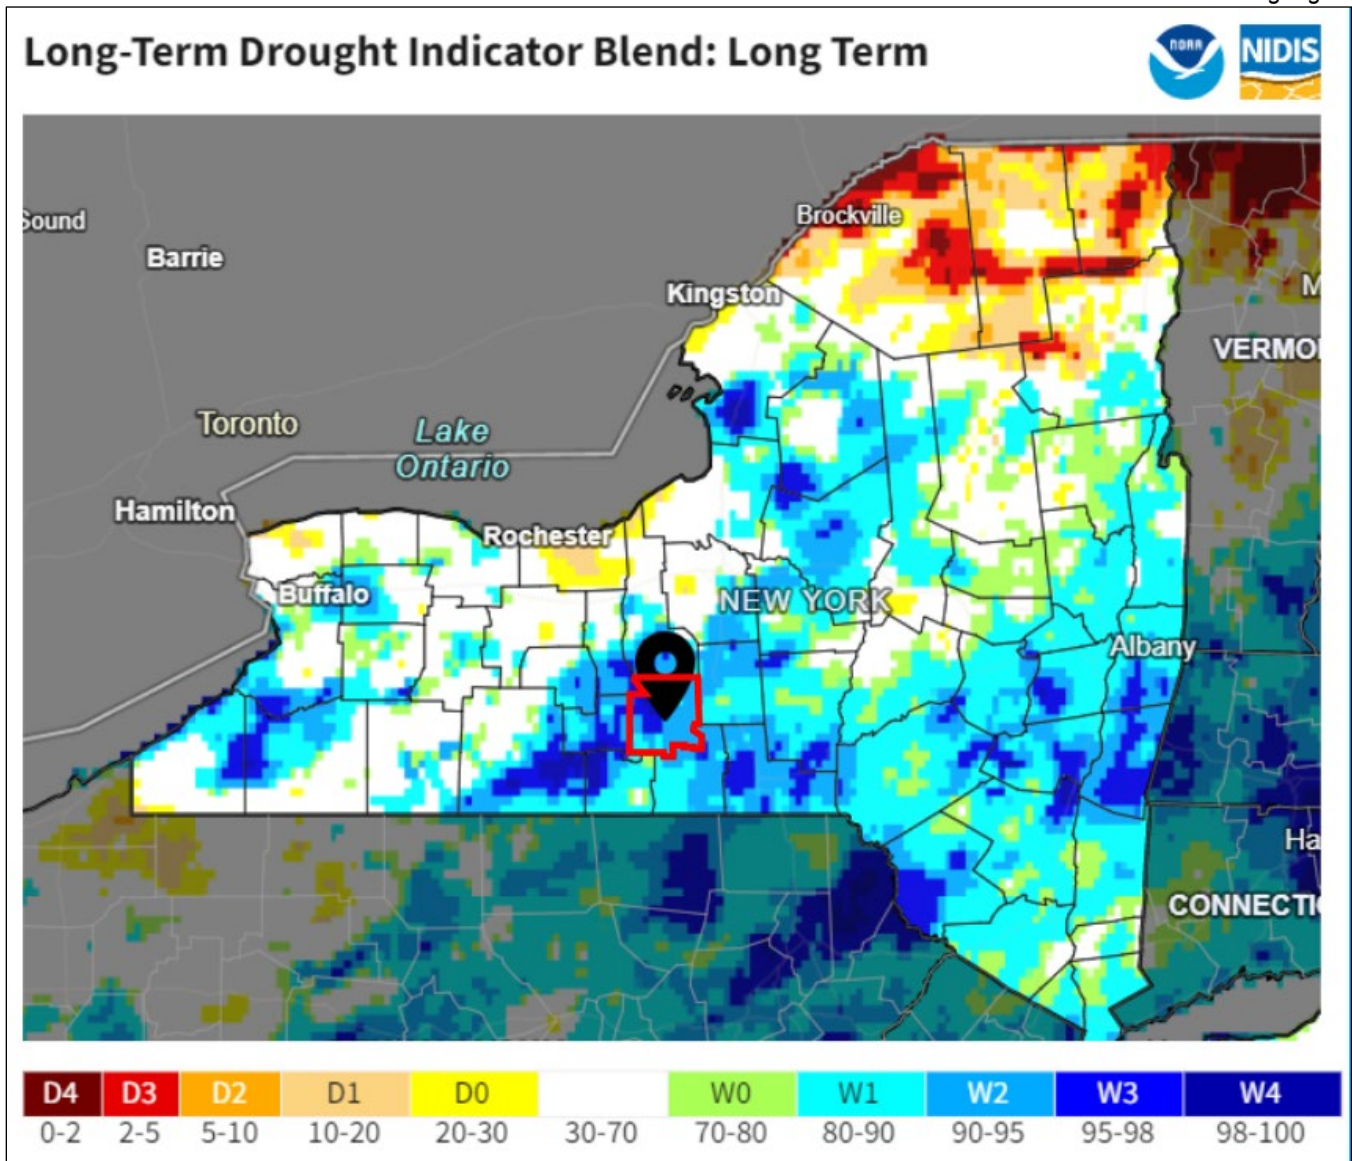 Long-Term Drought Indicator Blend: Long Term
NOAA
NIDIS
Sound
Barrie
Brockville
Kingston
VERMO
Toronto
Lake
Ontario
Hamilton
Rochester
Buffalo
NEW YORK
Albany
Ha
CONNECTI
D4 D3 D2 D1 D0 W0 W1 W2 W3 W4
0-2 2-5 5-10 10-20 20-30 30-70 70-80 80-90 90-95 95-98 98-100